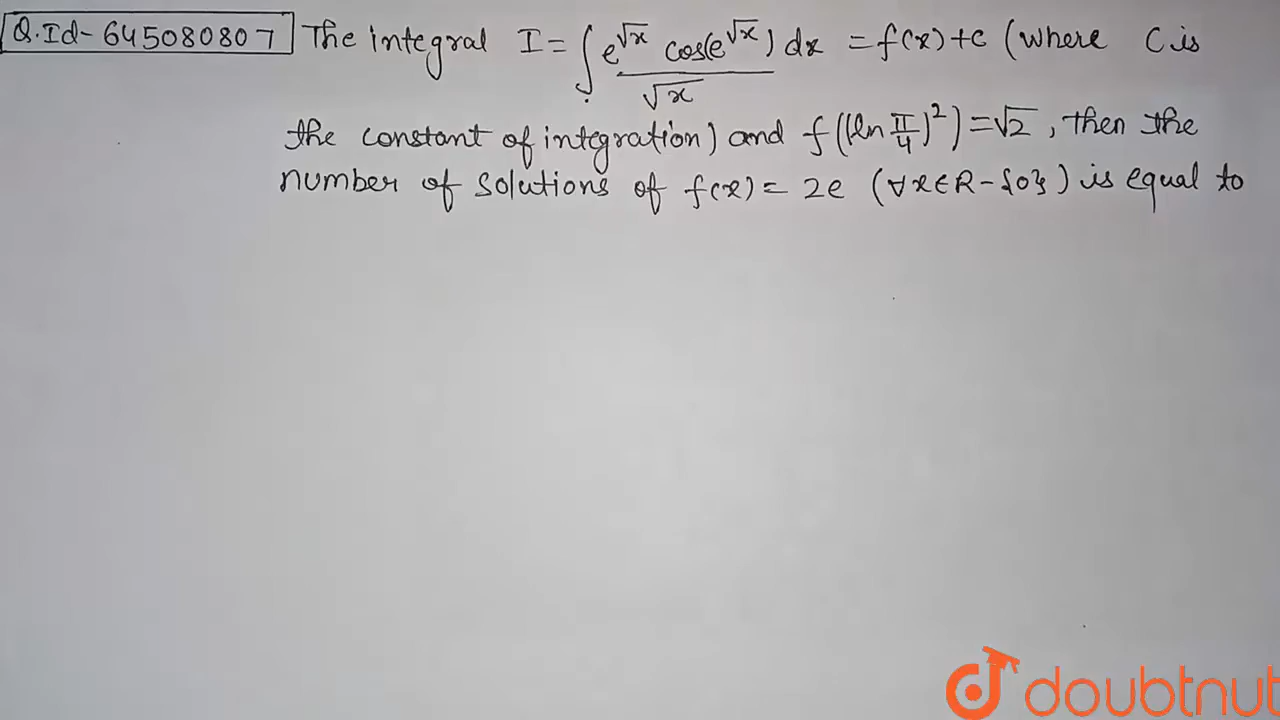 Q.Id-645080807 The integral I = ∫ e^√x cos(e^√x)/√x dx = f(x)+c (where C is
the constant of integration) and f((ln π/4)^2) = √2, then the
number of solutions of f(x) = 2e (∀x∈R-{0}) is equal to
doubtnut